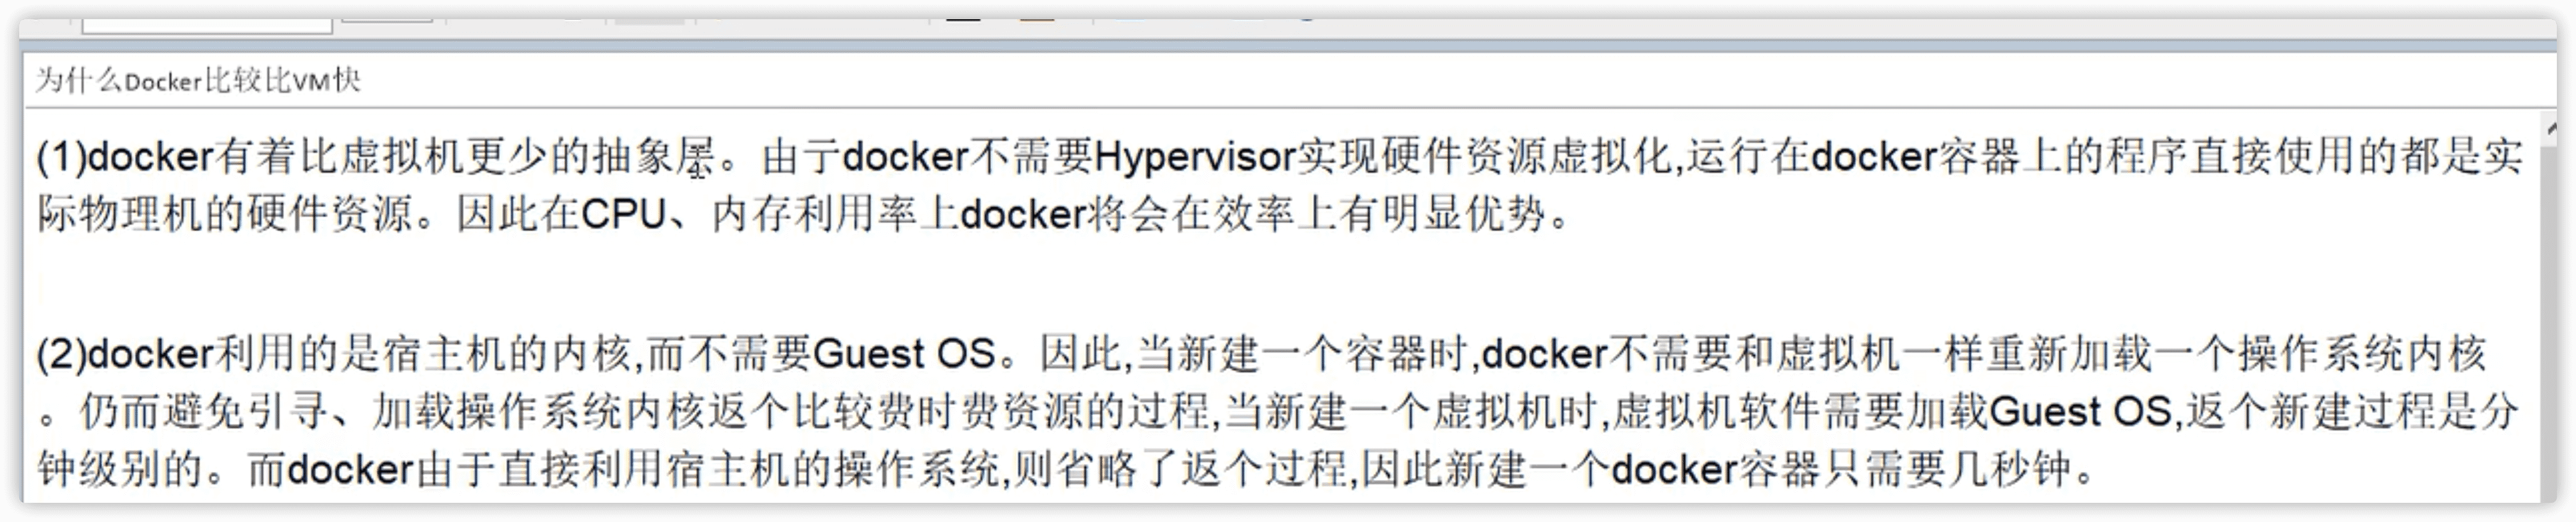 为什么Docker比较比VM快
(1)docker有着比虚拟机更少的抽象层。由亍docker不需要Hypervisor实现硬件资源虚拟化,运行在docker容器上的程序直接使用的都是实
际物理机的硬件资源。因此在CPU、内存利用率上docker将会在效率上有明显优势。
(2)docker利用的是宿主机的内核,而不需要Guest OS。因此,当新建一个容器时,docker不需要和虚拟机一样重新加载一个操作系统内核
。仍而避免引寻、加载操作系统内核返个比较费时费资源的过程,当新建一个虚拟机时,虚拟机软件需要加载Guest OS,返个新建过程是分
钟级别的。而docker由于直接利用宿主机的操作系统,则省略了返个过程,因此新建一个docker容器只需要几秒钟。